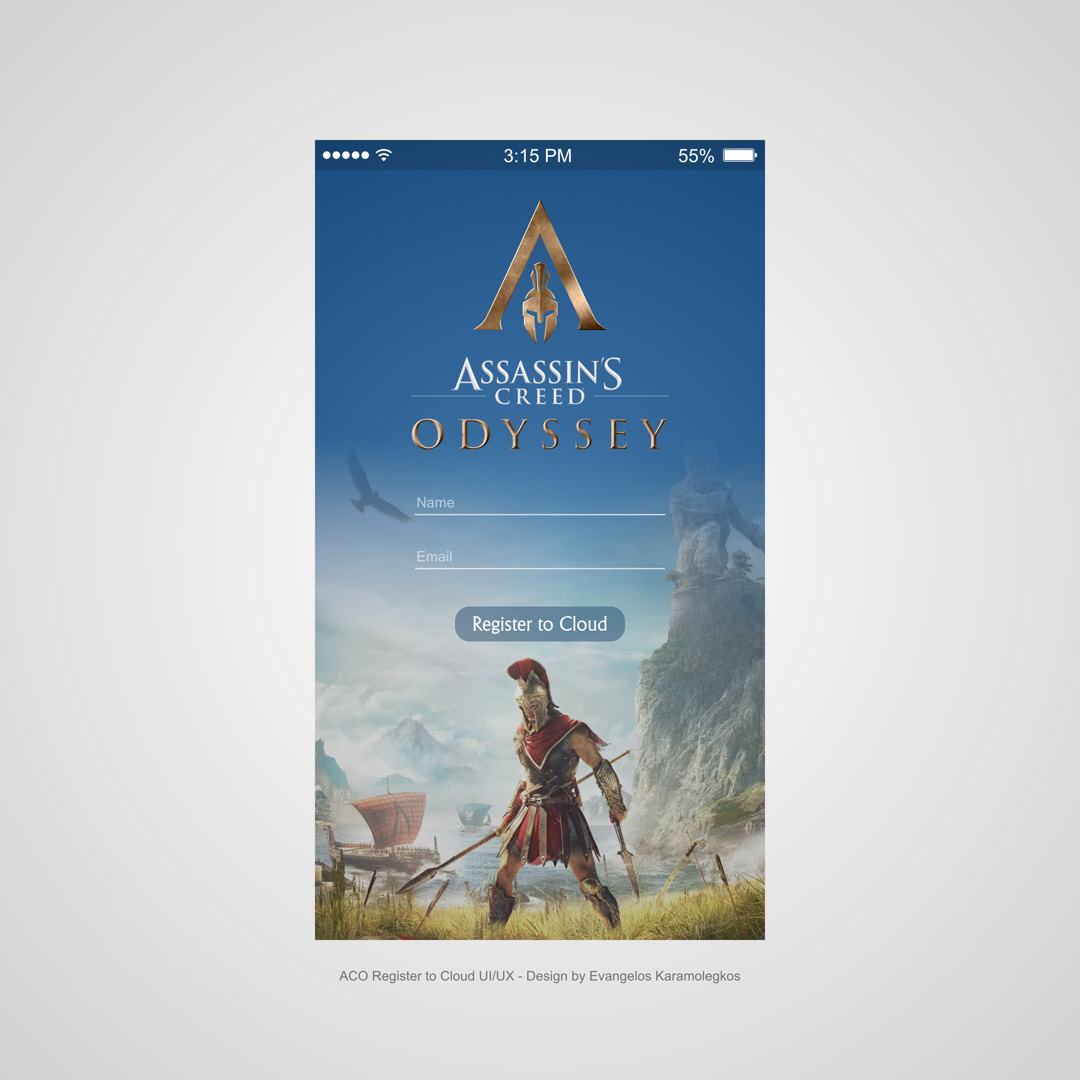 3:15 PM 55%
ASSASSIN'S
CREED
ODYSSEY
Name
Email
Register to Cloud
ACO Register to Cloud UI/UX - Design by Evangelos Karamolegkos